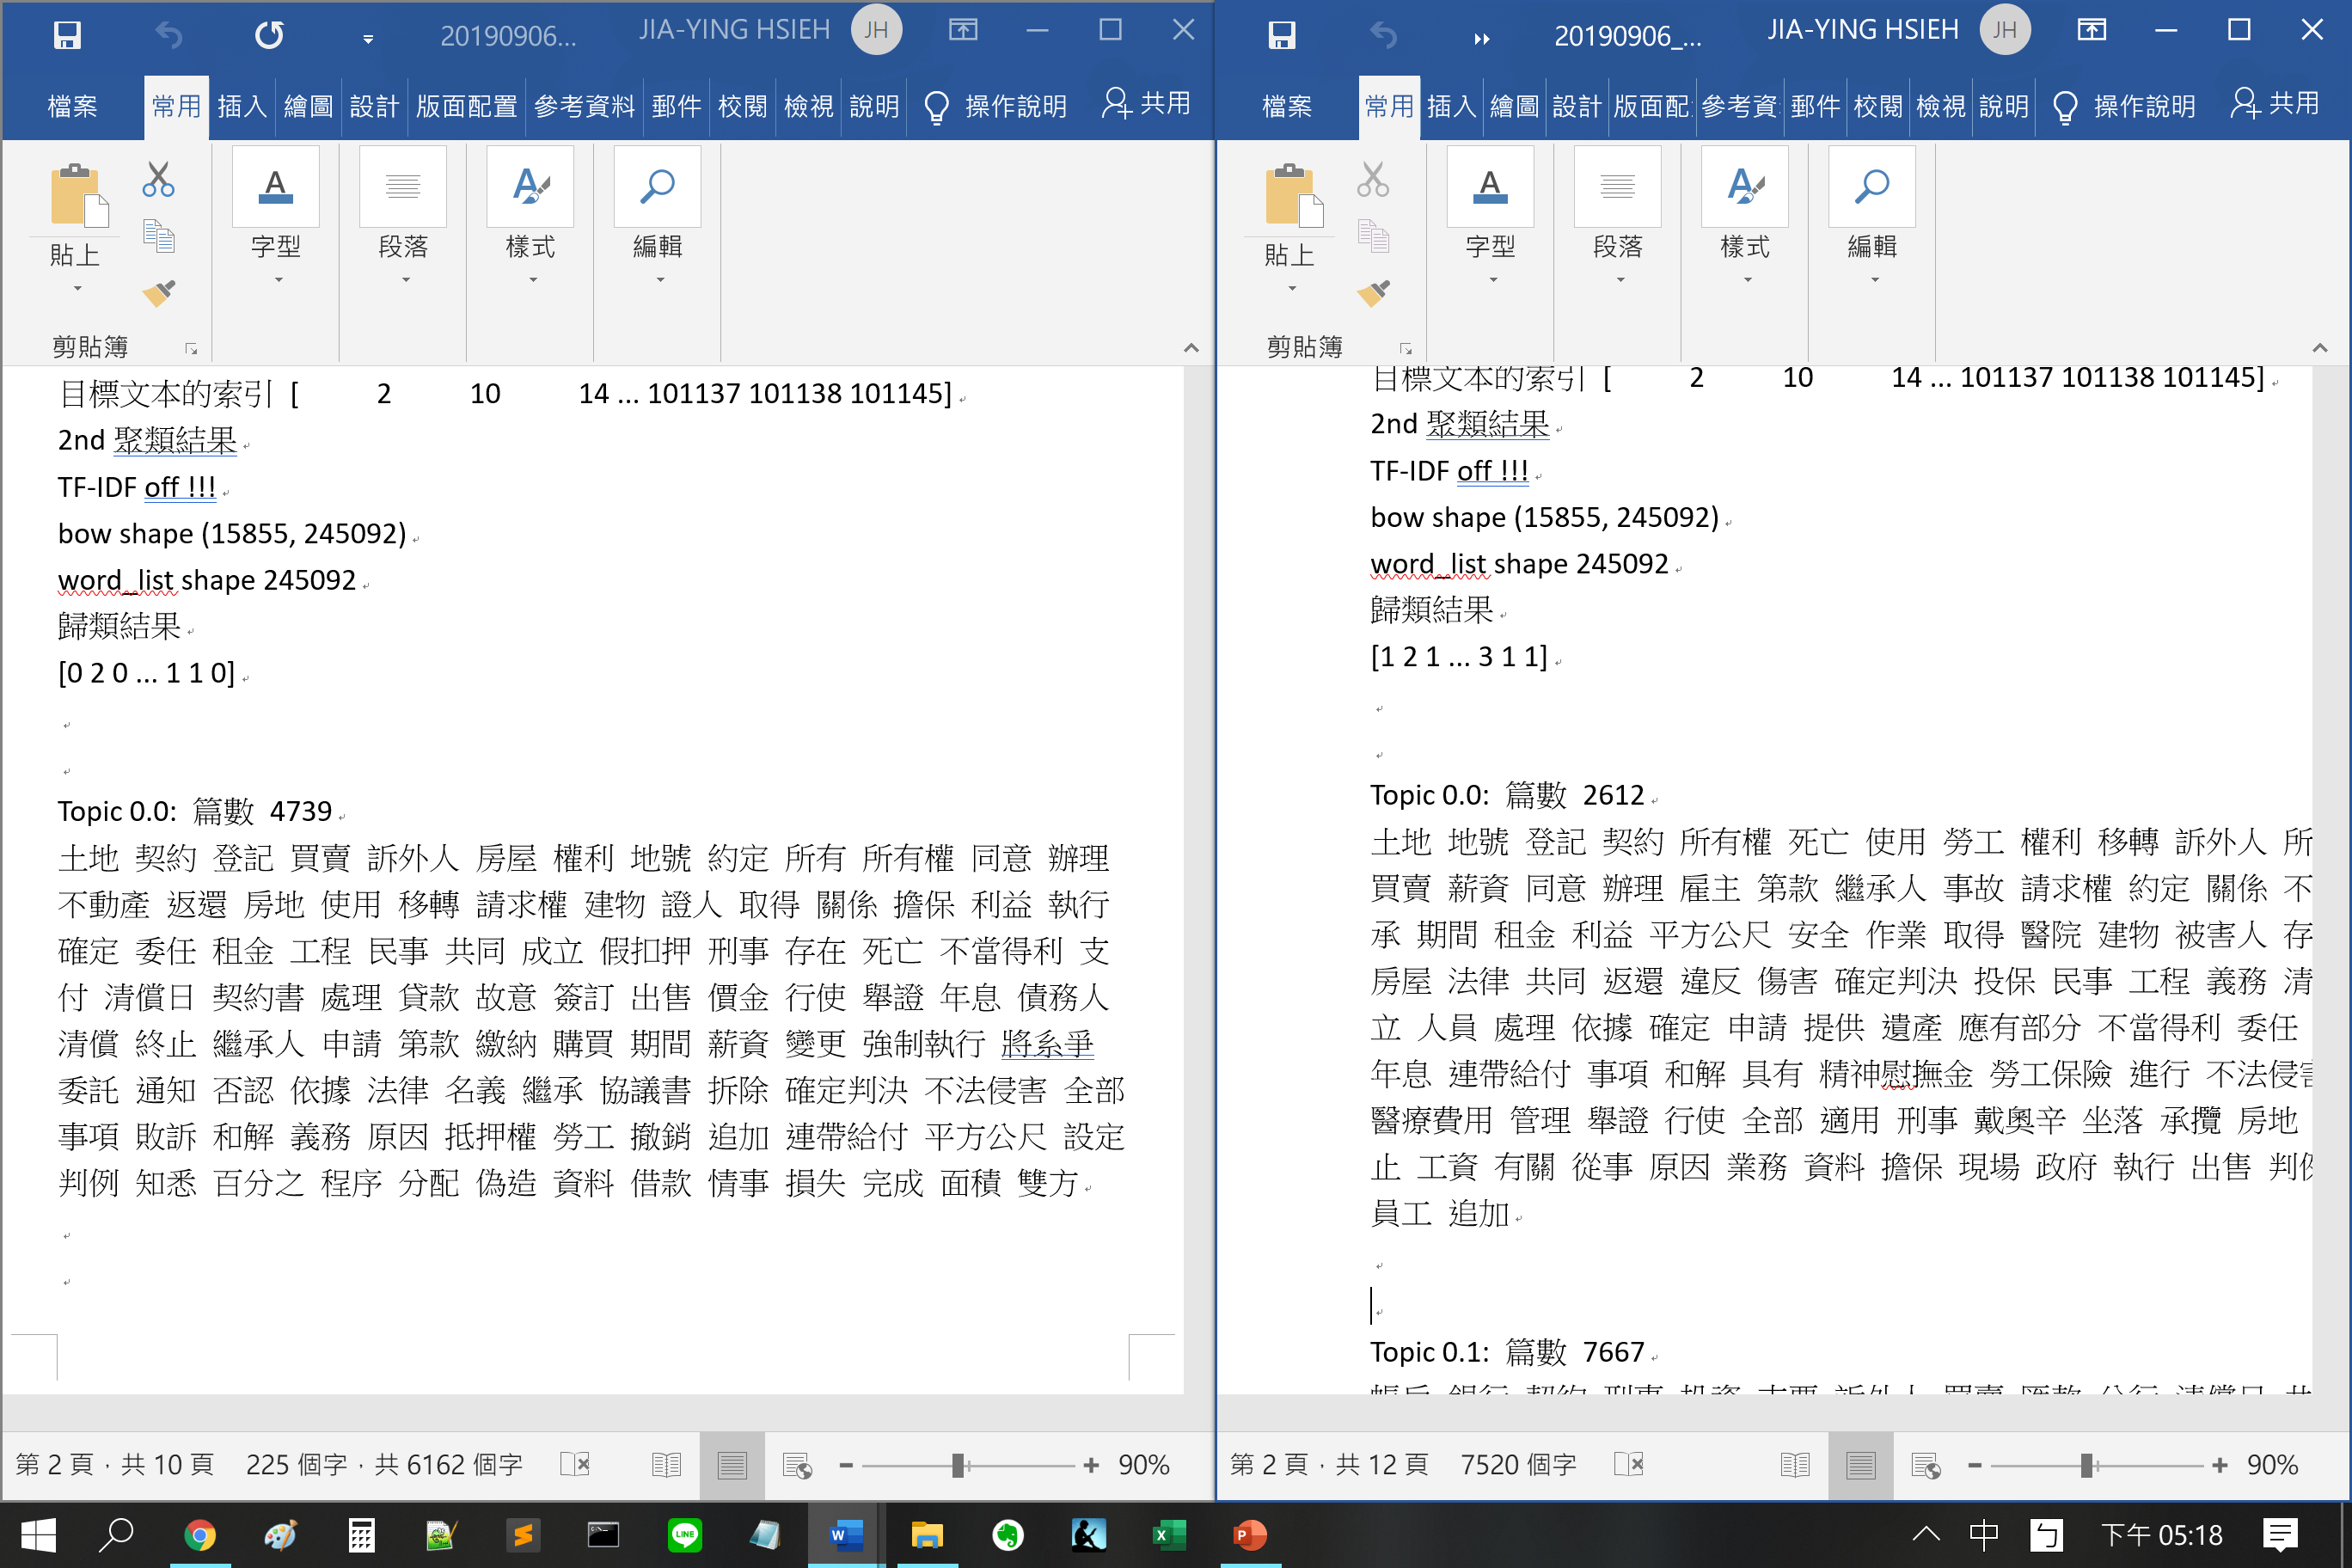 20190906...
JIA-YING HSIEH
JH
檔案 常用 插入 繪圖 設計 版面配置 參考資料 郵件 校閱 檢視 說明 操作說明 共用
貼上
字型
段落
樣式
編輯
剪貼簿
目標文本的索引 [ 2 10 14 ... 101137 101138 101145]
2nd 聚類結果
TF-IDF off !!!
bow shape (15855, 245092)
word_list shape 245092
歸類結果
[0 2 0 ... 1 1 0]
Topic 0.0: 篇數 4739
土地 契約 登記 買賣 訴外人 房屋 權利 地號 約定 所有 所有權 同意 辦理
不動產 返還 房地 使用 移轉 請求權 建物 證人 取得 關係 擔保 利益 執行
確定 委任 租金 工程 民事 共同 成立 假扣押 刑事 存在 死亡 不當得利 支
付 清償日 契約書 處理 貸款 故意 簽訂 出售 價金 行使 舉證 年息 債務人
清償 終止 繼承人 申請 第款 繳納 購買 期間 薪資 變更 強制執行 將系爭
委託 通知 否認 依據 法律 名義 繼承 協議書 拆除 確定判決 不法侵害 全部
事項 敗訴 和解 義務 原因 抵押權 勞工 撤銷 追加 連帶給付 平方公尺 設定
判例 知悉 百分之 程序 分配 偽造 資料 借款 情事 損失 完成 面積 雙方
第 2 頁，共 10 頁 225 個字，共 6162 個字 90%
20190906_...
JIA-YING HSIEH
JH
檔案 常用 插入 繪圖 設計 版面配 參考資 郵件 校閱 檢視 說明 操作說明 共用
貼上
字型
段落
樣式
編輯
剪貼簿
目標文本的索引 [ 2 10 14 ... 101137 101138 101145]
2nd 聚類結果
TF-IDF off !!!
bow shape (15855, 245092)
word_list shape 245092
歸類結果
[1 2 1 ... 3 1 1]
Topic 0.0: 篇數 2612
土地 地號 登記 契約 所有權 死亡 使用 勞工 權利 移轉 訴外人 所
買賣 薪資 同意 辦理 雇主 第款 繼承人 事故 請求權 約定 關係 不
承 期間 租金 利益 平方公尺 安全 作業 取得 醫院 建物 被害人 存
房屋 法律 共同 返還 違反 傷害 確定判決 投保 民事 工程 義務 清
立 人員 處理 依據 確定 申請 提供 遺產 應有部分 不當得利 委任
年息 連帶給付 事項 和解 具有 精神慰撫金 勞工保險 進行 不法侵害
醫療費用 管理 舉證 行使 全部 適用 刑事 戴奧辛 坐落 承攬 房地
止 工資 有關 從事 原因 業務 資料 擔保 現場 政府 執行 出售 判例
員工 追加
Topic 0.1: 篇數 7667
第 2 頁，共 12 頁 7520 個字 90%
LINE
中 ㄅ 下午 05:18